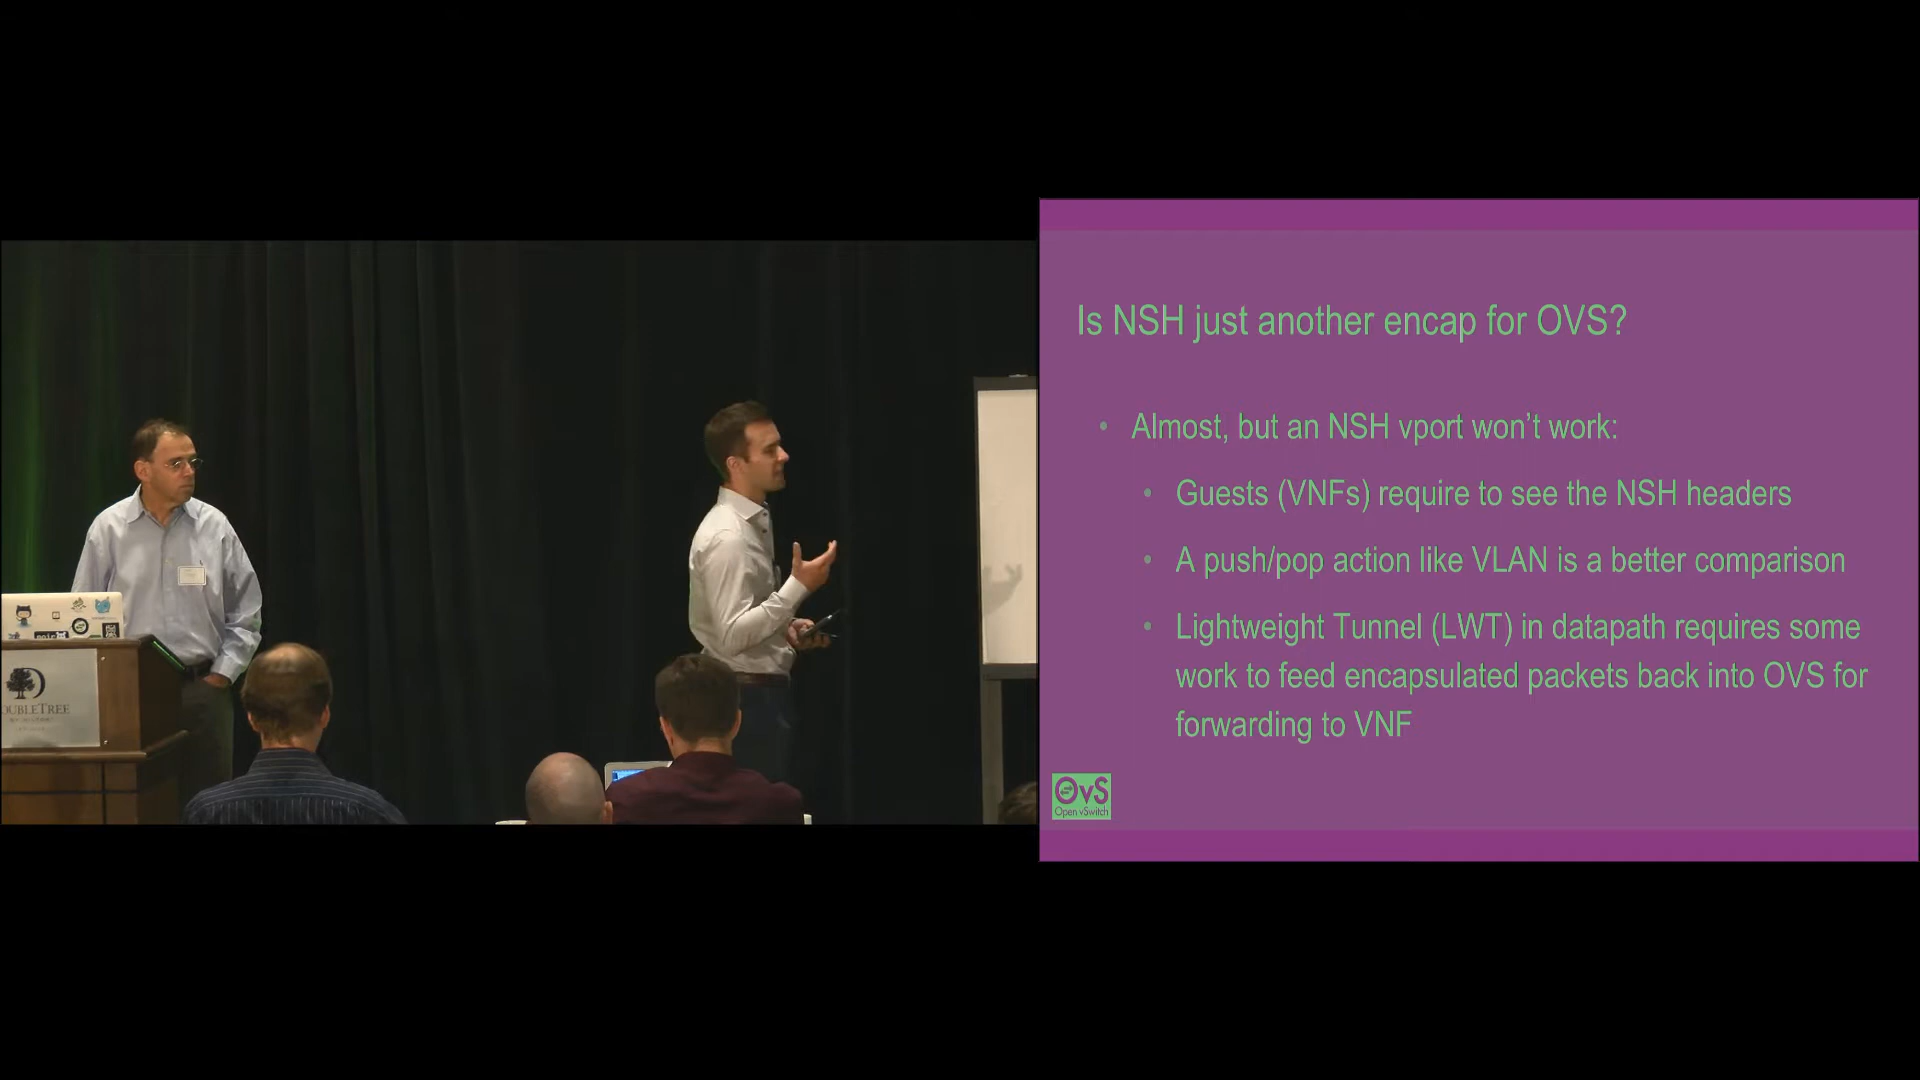 Is NSH just another encap for OVS?
• Almost, but an NSH vport won’t work:
• Guests (VNFs) require to see the NSH headers
• A push/pop action like VLAN is a better comparison
• Lightweight Tunnel (LWT) in datapath requires some
work to feed encapsulated packets back into OVS for
forwarding to VNF
OvS
Open vSwitch
DOUBLETREE